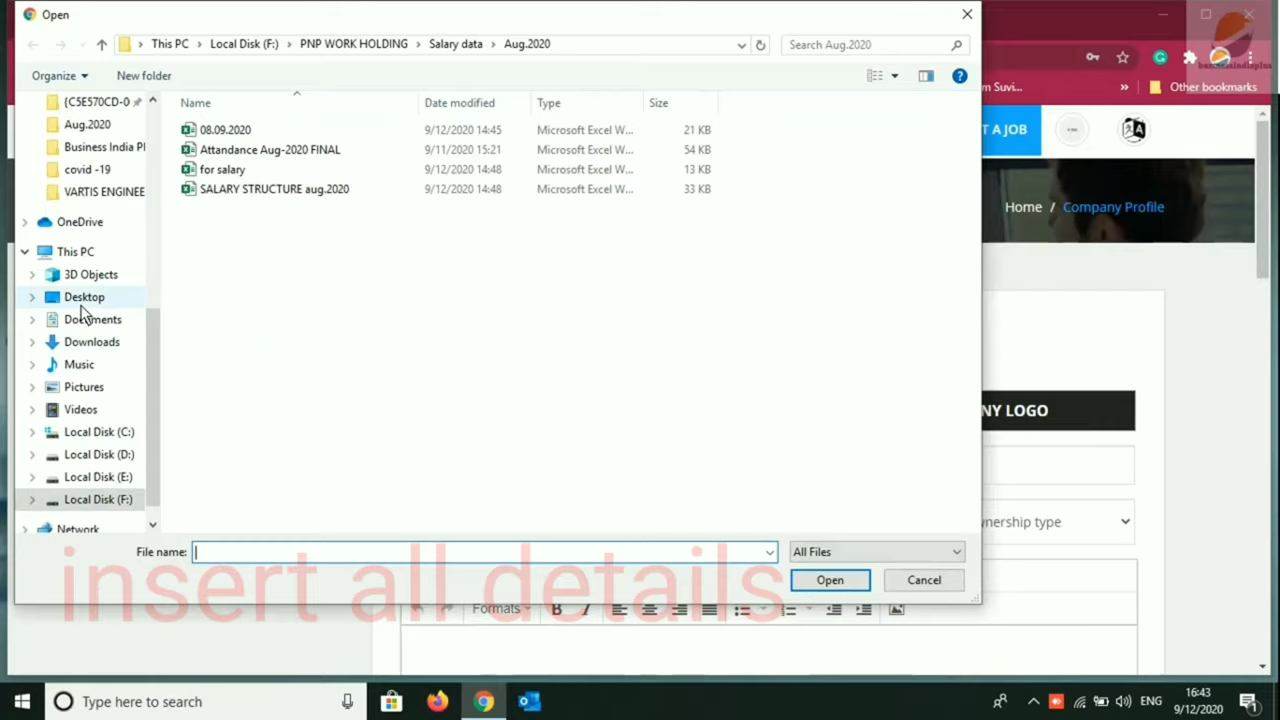 Open
This PC > Local Disk (F:) > PNP WORK HOLDING > Salary data > Aug.2020
Search Aug.2020
Organize
New folder
Name
Date modified
Type
Size
08.09.2020 9/12/2020 14:45 Microsoft Excel W... 21 KB
Attandance Aug-2020 FINAL 9/11/2020 15:21 Microsoft Excel W... 54 KB
for salary 9/12/2020 14:48 Microsoft Excel W... 13 KB
SALARY STRUCTURE aug.2020 9/12/2020 14:48 Microsoft Excel W... 33 KB
{C5E570CD-0
Aug.2020
Business India Pl
covid -19
VARTIS ENGINEE
OneDrive
This PC
3D Objects
Desktop
Documents
Downloads
Music
Pictures
Videos
Local Disk (C:)
Local Disk (D:)
Local Disk (E:)
Local Disk (F:)
Network
File name:
All Files
Open
Cancel
m Suvi...
»
Other bookmarks
T A JOB
Home / Company Profile
NY LOGO
nership type
Formats
B
insert all details
Type here to search
ENG
16:43
9/12/2020
1